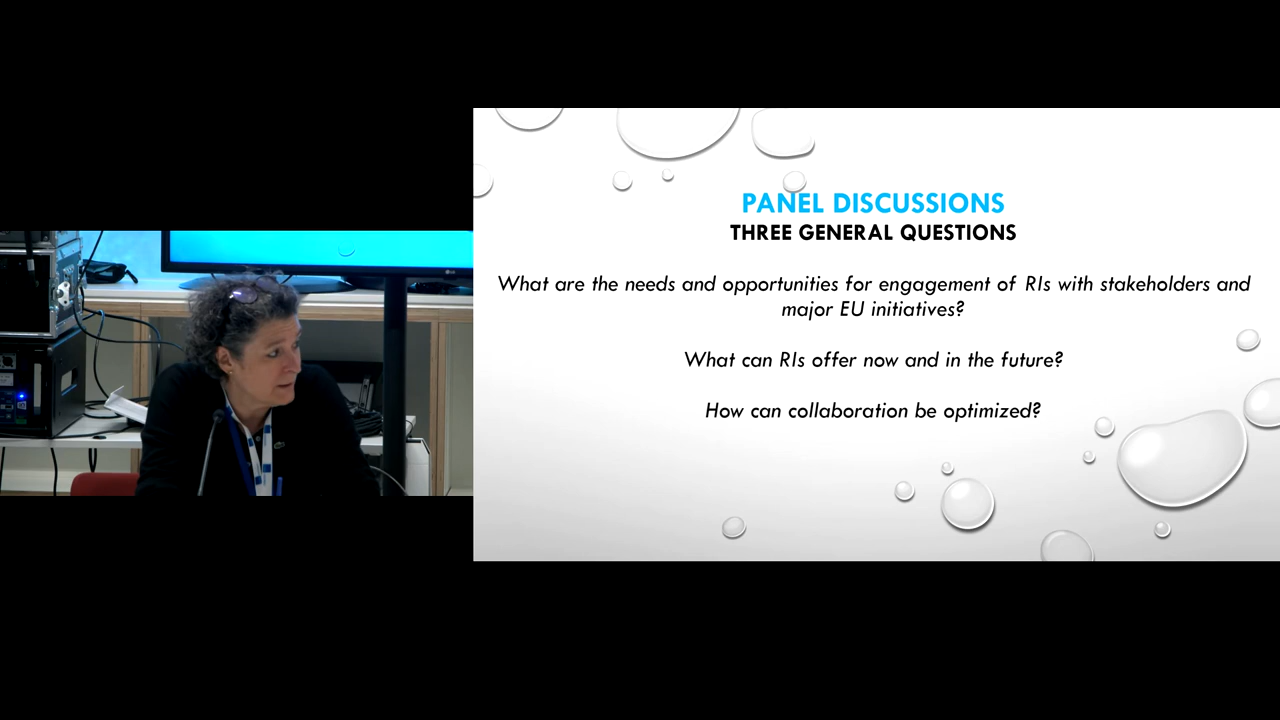 PANEL DISCUSSIONS
THREE GENERAL QUESTIONS
What are the needs and opportunities for engagement of RIs with stakeholders and
major EU initiatives?
What can RIs offer now and in the future?
How can collaboration be optimized?
LG